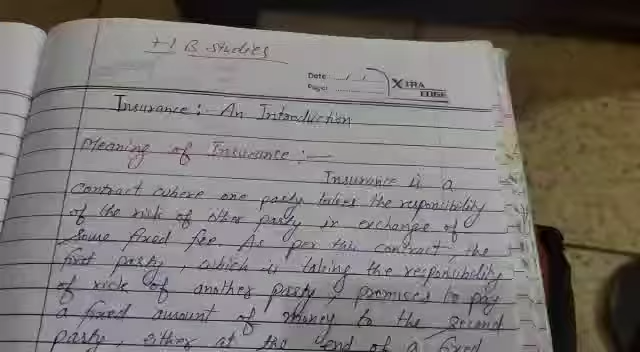 +1 B. Studies
Date
Page
XTRA
EDGE
Insurance :- An Introduction
Meaning of Insurance :-
Insurance is a
contract where one party takes the responsibility
of the risk of other party in exchange of
some fixed fee. As per this contract, the
first party, which is taking the responsibility
of risk of another party, promises to pay
a fixed amount of money to the second
party, either at the end of a fixed